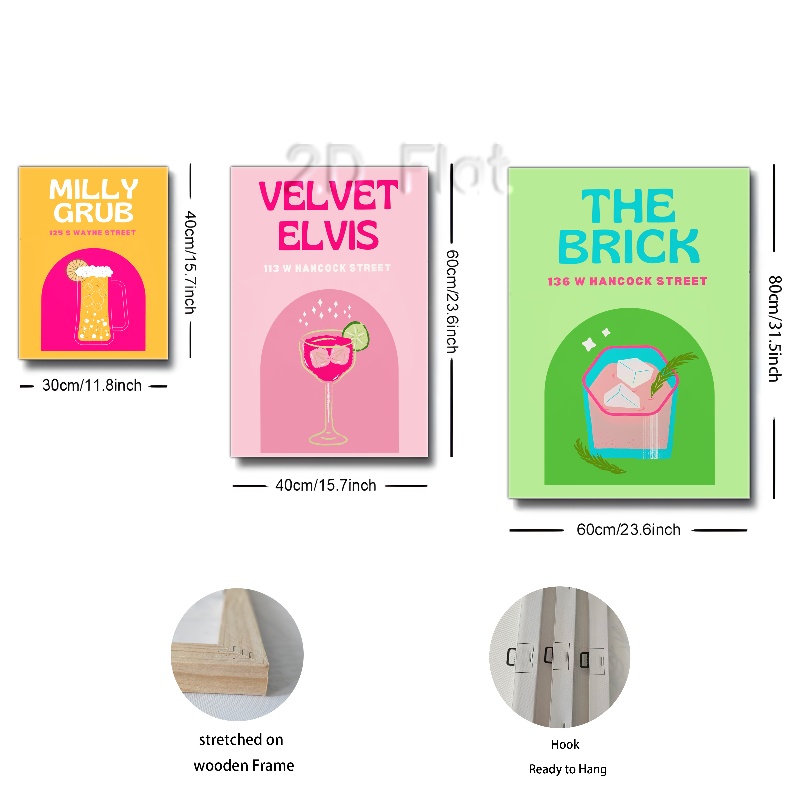 2D Flat
MILLY
GRUB
125 S WAYNE STREET
40cm/15.7inch
30cm/11.8inch
VELVET
ELVIS
113 W HANCOCK STREET
60cm/23.6inch
40cm/15.7inch
THE
BRICK
136 W HANCOCK STREET
80cm/31.5inch
60cm/23.6inch
stretched on
wooden Frame
Hook
Ready to Hang